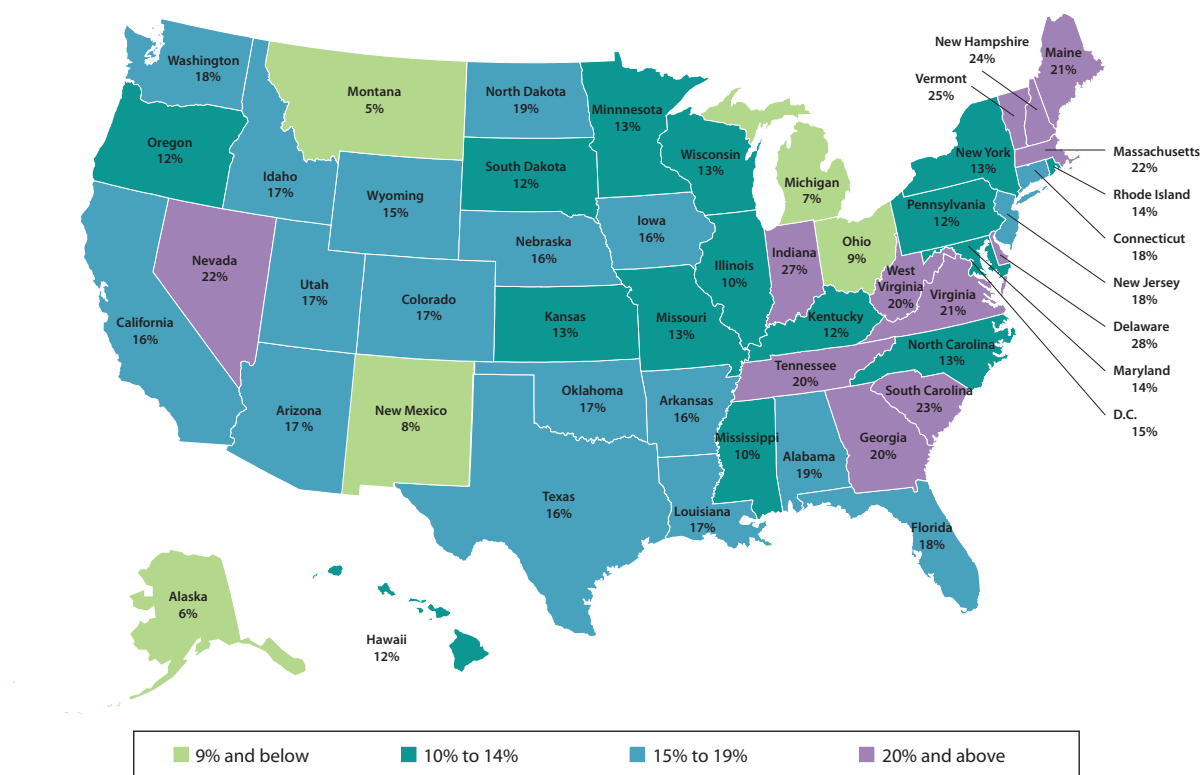 New Hampshire
24%
Maine
21%
Washington
18%
Vermont
25%
Montana
5%
North Dakota
19%
Minnnesota
13%
Oregon
12%
Wisconsin
13%
New York
13%
Massachusetts
22%
South Dakota
12%
Idaho
17%
Michigan
7%
Rhode Island
14%
Wyoming
15%
Pennsylvania
12%
Iowa
16%
Connecticut
18%
Nebraska
16%
Ohio
9%
Nevada
22%
Indiana
27%
Illinois
10%
West
Virginia
20%
New Jersey
18%
Utah
17%
Virginia
21%
Colorado
17%
Kansas
13%
Missouri
13%
Kentucky
12%
California
16%
Delaware
28%
North Carolina
13%
Tennessee
20%
Maryland
14%
Oklahoma
17%
South Carolina
23%
Arkansas
16%
Arizona
17 %
New Mexico
8%
D.C.
15%
Mississippi
10%
Georgia
20%
Alabama
19%
Texas
16%
Louisiana
17%
Florida
18%
Alaska
6%
Hawaii
12%
9% and below
10% to 14%
15% to 19%
20% and above